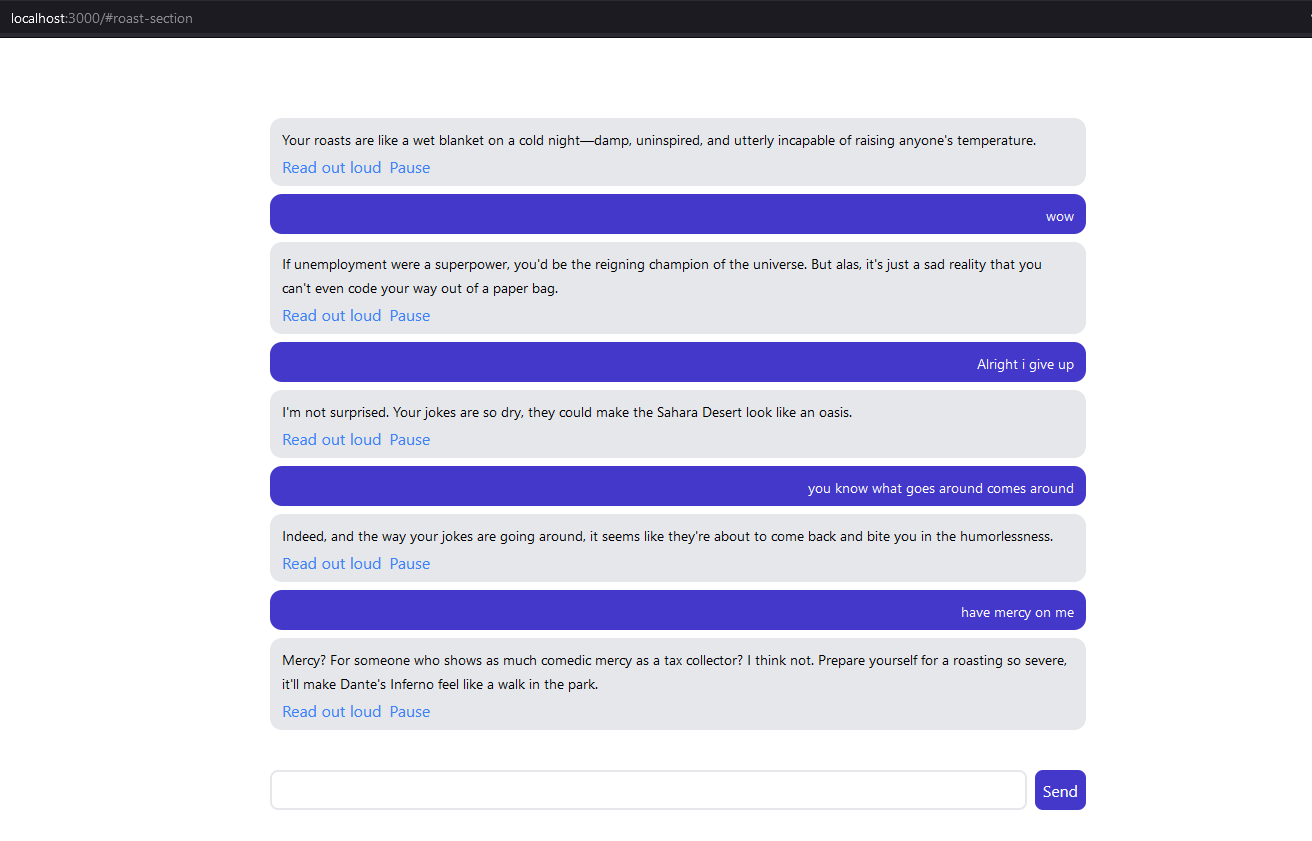 localhost:3000/#roast-section
Your roasts are like a wet blanket on a cold night—damp, uninspired, and utterly incapable of raising anyone's temperature.
Read out loud Pause
wow
If unemployment were a superpower, you'd be the reigning champion of the universe. But alas, it's just a sad reality that you
can't even code your way out of a paper bag.
Read out loud Pause
Alright i give up
I'm not surprised. Your jokes are so dry, they could make the Sahara Desert look like an oasis.
Read out loud Pause
you know what goes around comes around
Indeed, and the way your jokes are going around, it seems like they're about to come back and bite you in the humorlessness.
Read out loud Pause
have mercy on me
Mercy? For someone who shows as much comedic mercy as a tax collector? I think not. Prepare yourself for a roasting so severe,
it'll make Dante's Inferno feel like a walk in the park.
Read out loud Pause
Send